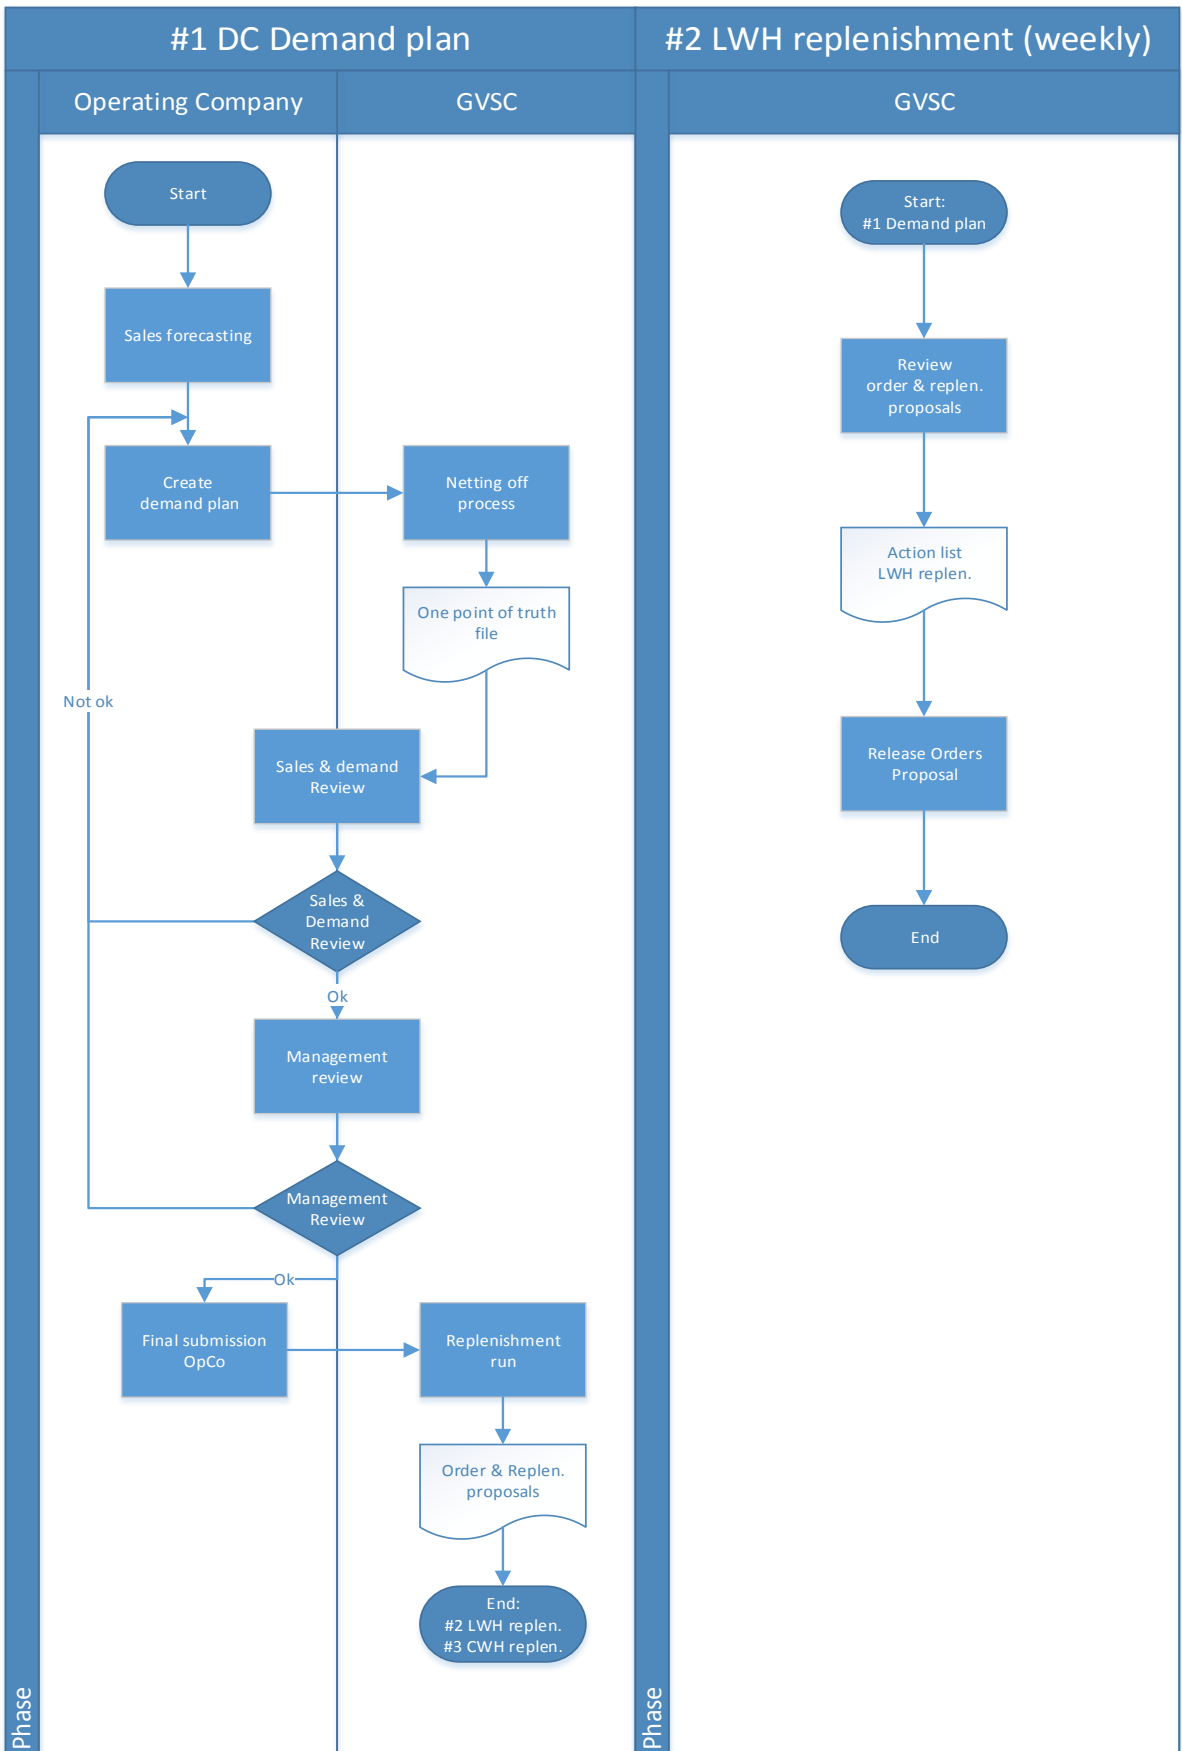 #1 DC Demand plan
Operating Company
GVSC
Start
Sales forecasting
Create
demand plan
Netting off
process
One point of truth
file
Not ok
Sales & demand
Review
Sales &
Demand
Review
Ok
Management
review
Management
Review
Ok
Final submission
OpCo
Replenishment
run
Order & Replen.
proposals
End:
#2 LWH replen.
#3 CWH replen.
Phase
#2 LWH replenishment (weekly)
GVSC
Start:
#1 Demand plan
Review
order & replen.
proposals
Action list
LWH replen.
Release Orders
Proposal
End
Phase